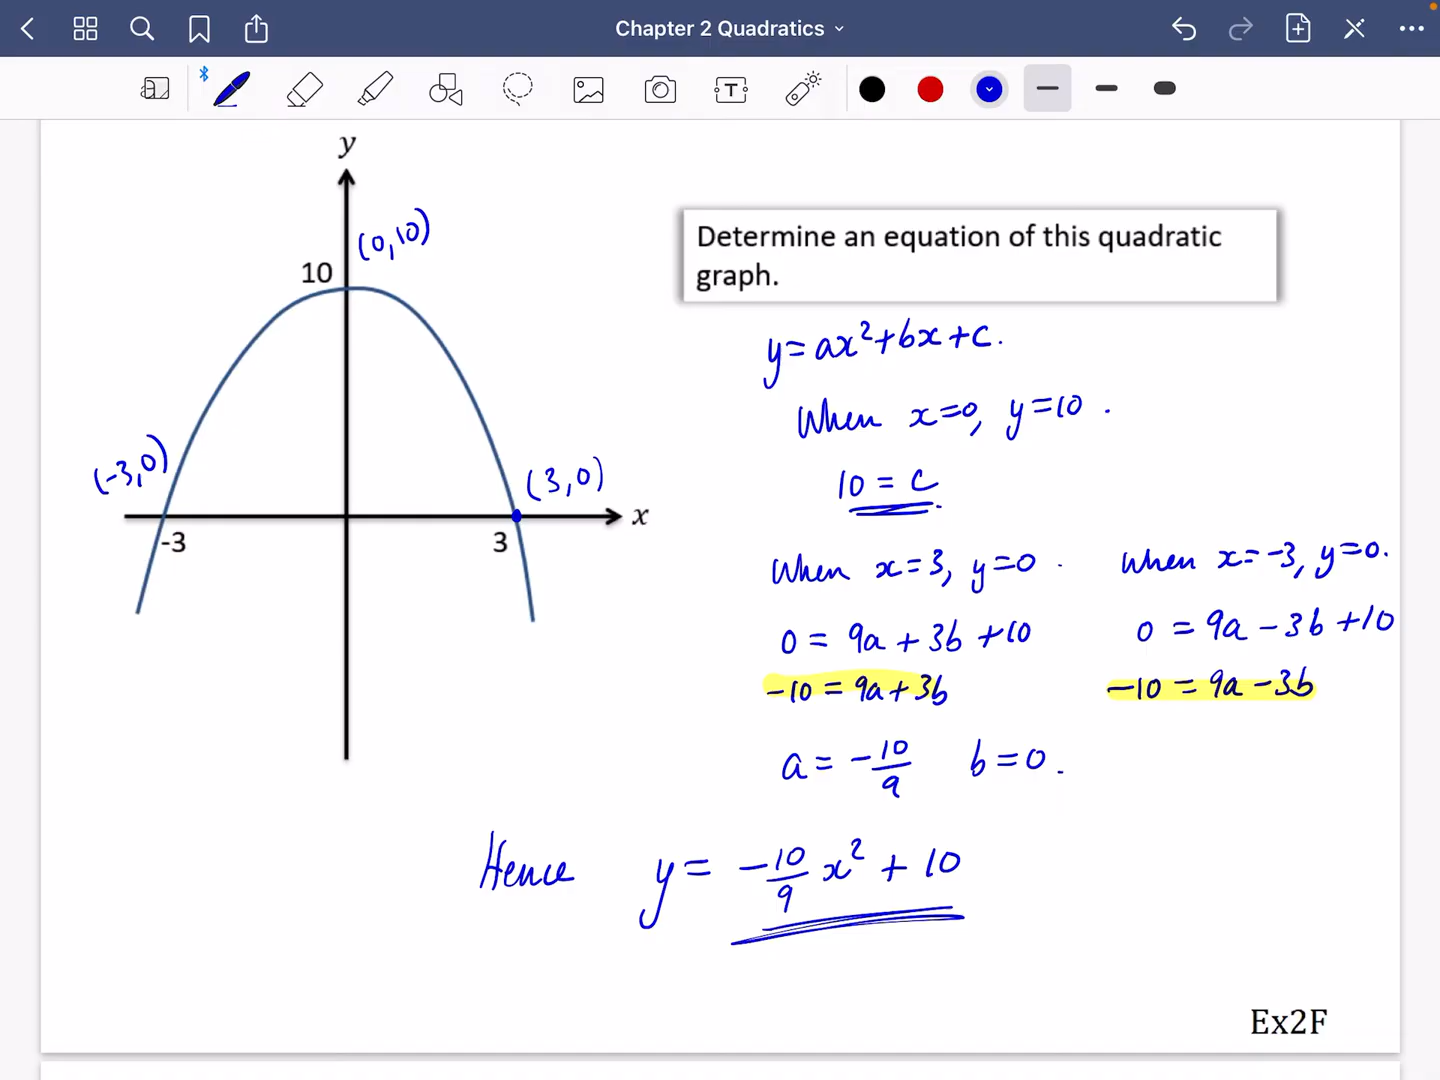 Chapter 2 Quadratics
T
y
(0,10)
10
(-3,0)
(3,0)
x
-3
3
Determine an equation of this quadratic
graph.
y=ax²+bx+c.
When x=0, y=10 .
10 = c
When x=3, y=0 .
0 = 9a + 3b +10
-10 = 9a+3b
When x=-3, y=0.
0 = 9a - 3b +10
-10 = 9a -3b
a = -10/9 b=0 .
Hence y= -10/9 x² + 10
Ex2F